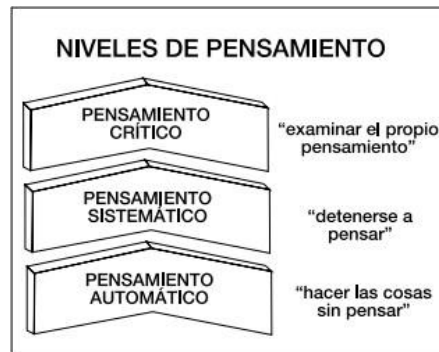 NIVELES DE PENSAMIENTO
PENSAMIENTO
CRÍTICO
“examinar el propio
pensamiento”
PENSAMIENTO
SISTEMÁTICO
“detenerse a
pensar”
PENSAMIENTO
AUTOMÁTICO
“hacer las cosas
sin pensar”